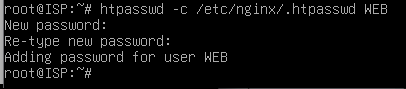 root@ISP:~# htpasswd -c /etc/nginx/.htpasswd WEB
New password:
Re-type new password:
Adding password for user WEB
root@ISP:~#